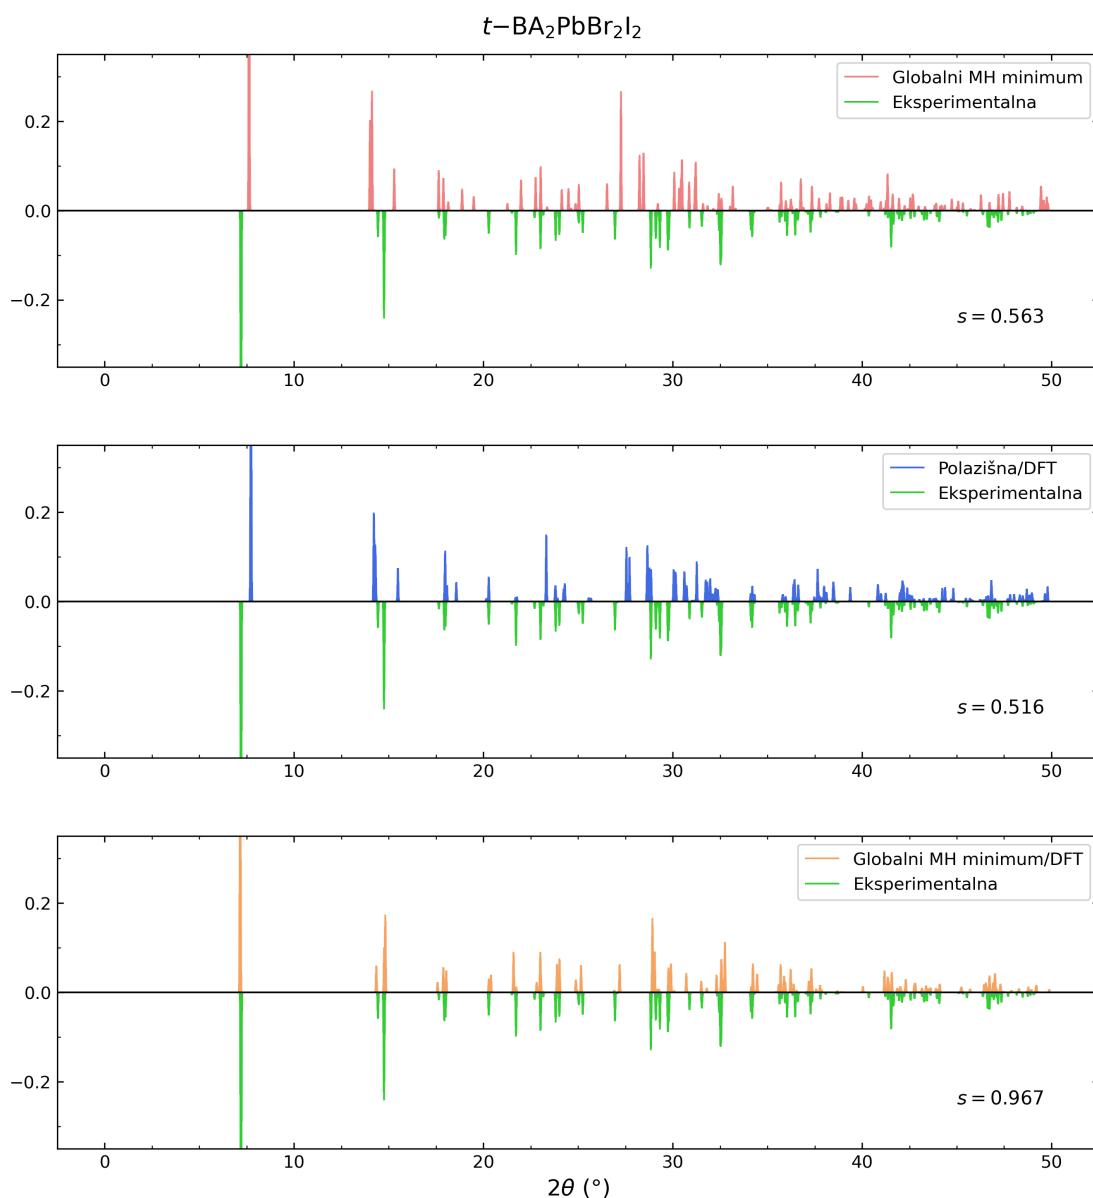 t−BA₂PbBr₂I₂
Globalni MH minimum
Eksperimentalna
0.2
0.0
−0.2
s = 0.563
0 10 20 30 40 50
Polazišna/DFT
Eksperimentalna
0.2
0.0
−0.2
s = 0.516
0 10 20 30 40 50
Globalni MH minimum/DFT
Eksperimentalna
0.2
0.0
−0.2
s = 0.967
0 10 20 30 40 50
2θ (°)